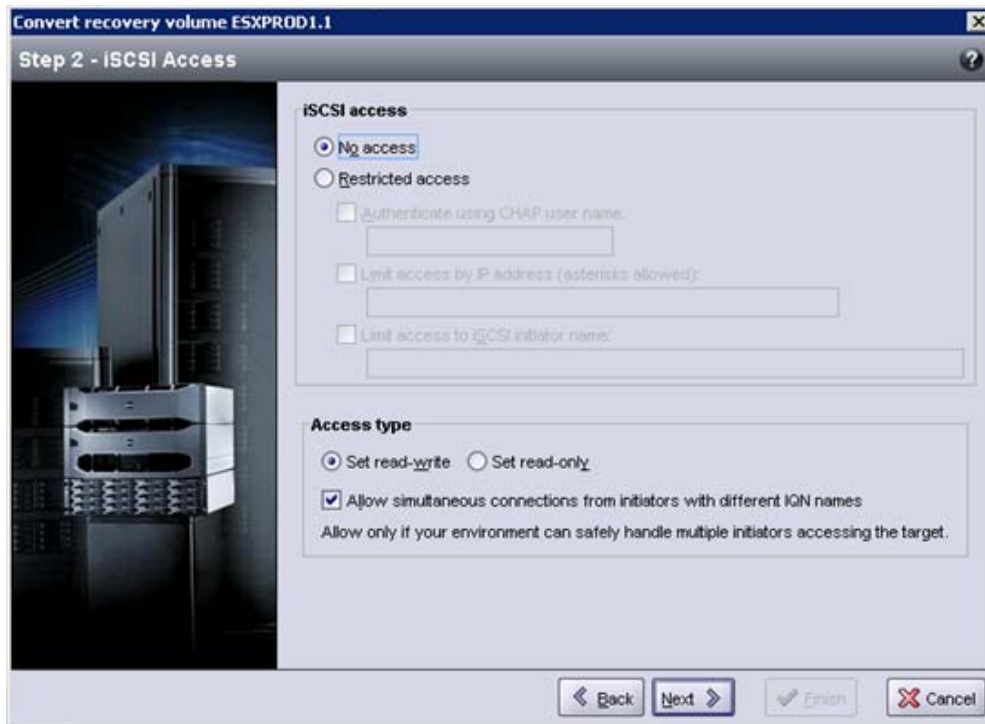 Convert recovery volume ESXPROD1.1
Step 2 - iSCSI Access
?
iSCSI access
No access
Restricted access
Authenticate using CHAP user name:
Limit access by IP address (asterisks allowed):
Limit access to iSCSI initiator name:
Access type
Set read-write Set read-only
Allow simultaneous connections from initiators with different IQN names
Allow only if your environment can safely handle multiple initiators accessing the target.
Back Next Finish Cancel